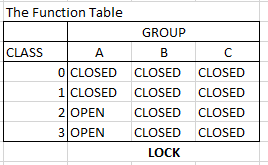 The Function Table
GROUP
CLASS A B C
0 CLOSED CLOSED CLOSED
1 CLOSED CLOSED CLOSED
2 OPEN CLOSED CLOSED
3 OPEN CLOSED CLOSED
LOCK